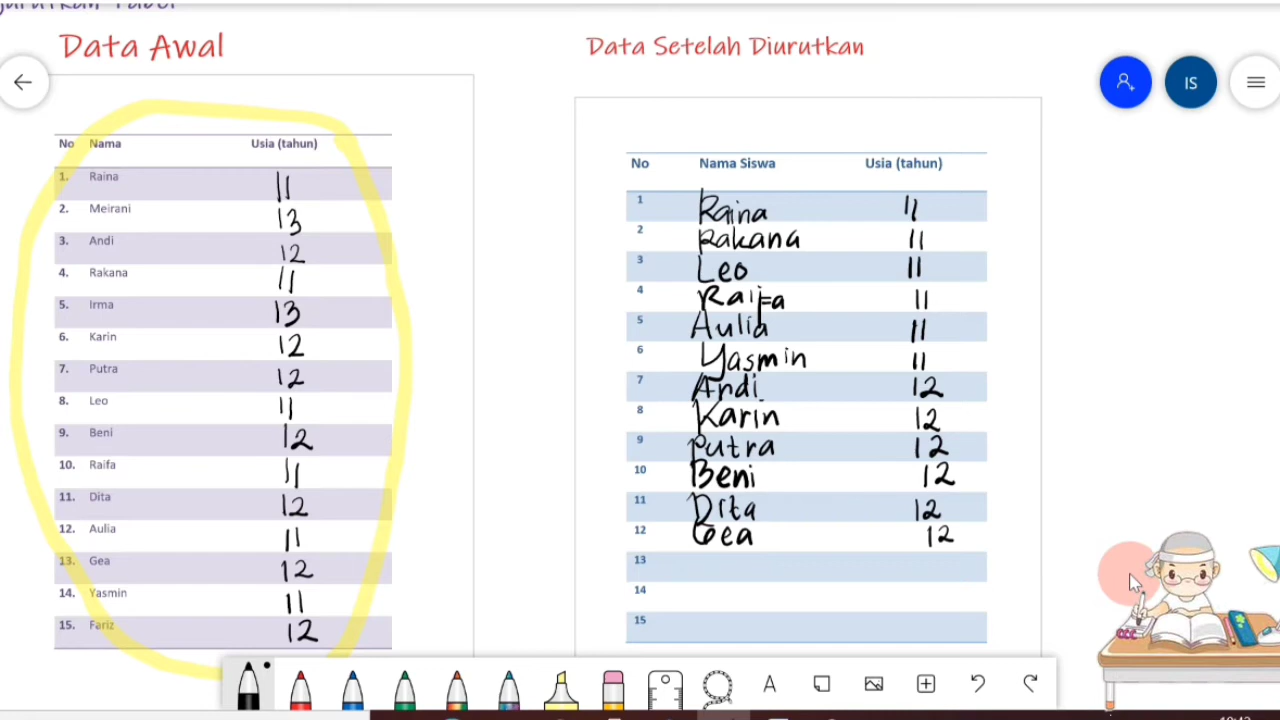 Data Awal
Data Setelah Diurutkan
IS
No Nama Usia (tahun)
1. Raina 11
2. Meirani 13
3. Andi 12
4. Rakana 11
5. Irma 13
6. Karin 12
7. Putra 12
8. Leo 11
9. Beni 12
10. Raifa 11
11. Dita 12
12. Aulia 11
13. Gea 12
14. Yasmin 11
15. Fariz 12
No Nama Siswa Usia (tahun)
1 Raina 11
2 Rakana 11
3 Leo 11
4 Raifa 11
5 Aulia 11
6 Yasmin 11
7 Andi 12
8 Karin 12
9 Putra 12
10 Beni 12
11 Dita 12
12 Gea 12
13
14
15